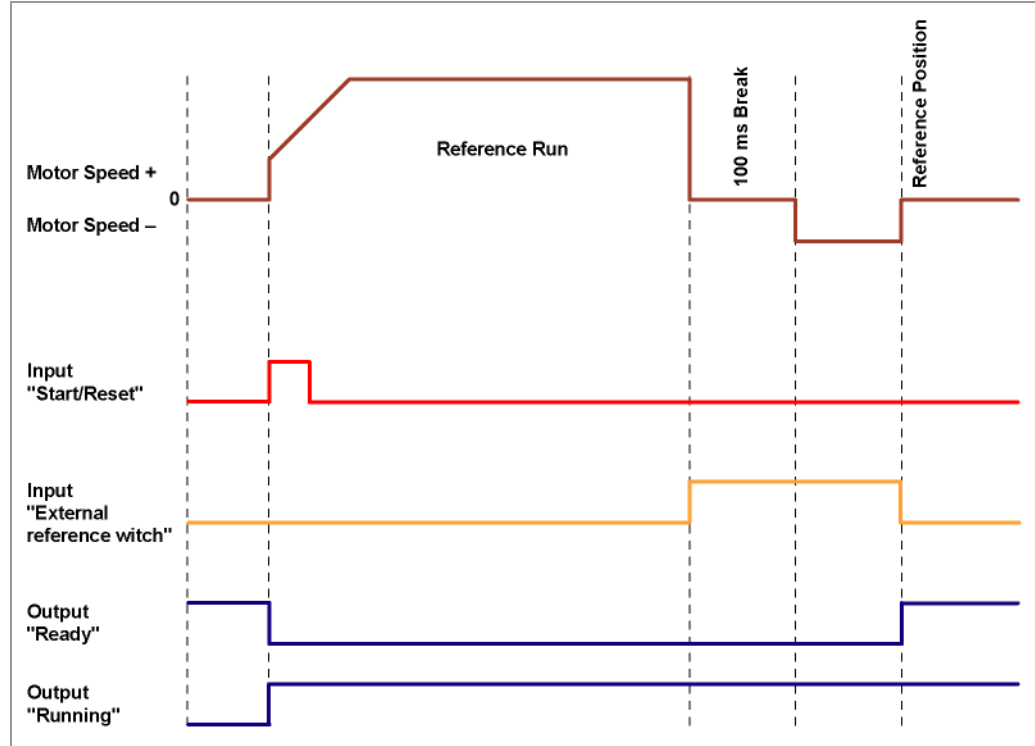 Motor Speed +
0
Motor Speed –
Reference Run
100 ms Break
Reference Position
Input
"Start/Reset"
Input
"External
reference witch"
Output
"Ready"
Output
"Running"